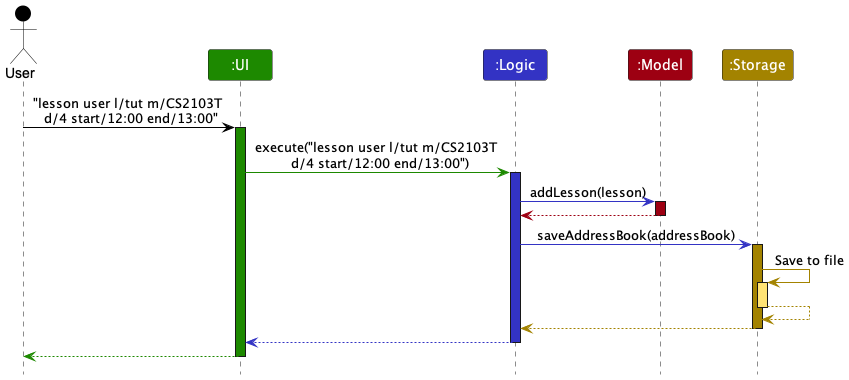 User
:UI
:Logic
:Model
:Storage
"lesson user l/tut m/CS2103T
d/4 start/12:00 end/13:00"
execute("lesson user l/tut m/CS2103T
d/4 start/12:00 end/13:00")
addLesson(lesson)
saveAddressBook(addressBook)
Save to file